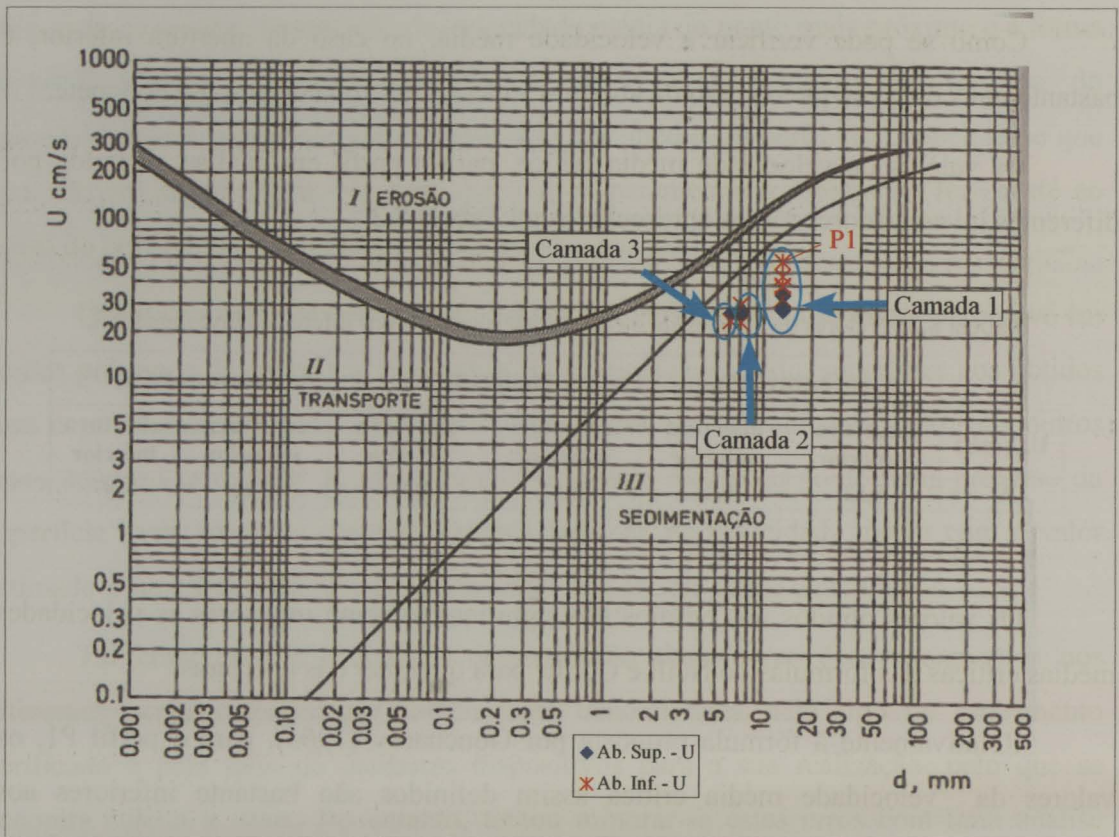 1000
500
300
200
100
50
30
20
10
5
3
2
1
0.5
0.3
0.2
0.1
U cm/s
I EROSÃO
P1
Camada 3
Camada 1
II
TRANSPORTE
Camada 2
III
SEDIMENTAÇÃO
0.001 0.002 0.003 0.005 0.10 0.02 0.03 0.05 0.1 0.2 0.3 0.5 1 2 3 5 10 20 30 50 100 200 300 500
d, mm
Ab. Sup. - U
Ab. Inf. - U